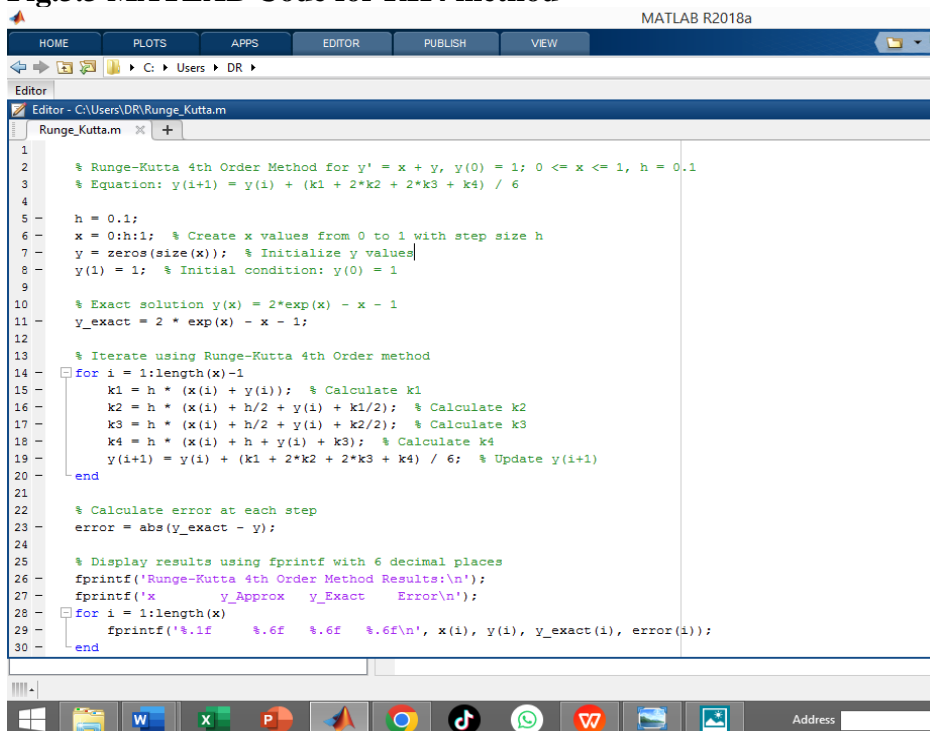 MATLAB R2018a
HOME PLOTS APPS EDITOR PUBLISH VIEW
C: Users DR
Editor
Editor - C:\Users\DR\Runge_Kutta.m
Runge_Kutta.m
1
2 % Runge-Kutta 4th Order Method for y' = x + y, y(0) = 1; 0 <= x <= 1, h = 0.1
3 % Equation: y(i+1) = y(i) + (k1 + 2*k2 + 2*k3 + k4) / 6
4
5 – h = 0.1;
6 – x = 0:h:1; % Create x values from 0 to 1 with step size h
7 – y = zeros(size(x)); % Initialize y values
8 – y(1) = 1; % Initial condition: y(0) = 1
9
10 % Exact solution y(x) = 2*exp(x) - x - 1
11 – y_exact = 2 * exp(x) - x - 1;
12
13 % Iterate using Runge-Kutta 4th Order method
14 – for i = 1:length(x)-1
15 – k1 = h * (x(i) + y(i)); % Calculate k1
16 – k2 = h * (x(i) + h/2 + y(i) + k1/2); % Calculate k2
17 – k3 = h * (x(i) + h/2 + y(i) + k2/2); % Calculate k3
18 – k4 = h * (x(i) + h + y(i) + k3); % Calculate k4
19 – y(i+1) = y(i) + (k1 + 2*k2 + 2*k3 + k4) / 6; % Update y(i+1)
20 – end
21
22 % Calculate error at each step
23 – error = abs(y_exact - y);
24
25 % Display results using fprintf with 6 decimal places
26 – fprintf('Runge-Kutta 4th Order Method Results:\n');
27 – fprintf('x y_Approx y_Exact Error\n');
28 – for i = 1:length(x)
29 – fprintf('%.1f %.6f %.6f %.6f\n', x(i), y(i), y_exact(i), error(i));
30 – end
W X P Address